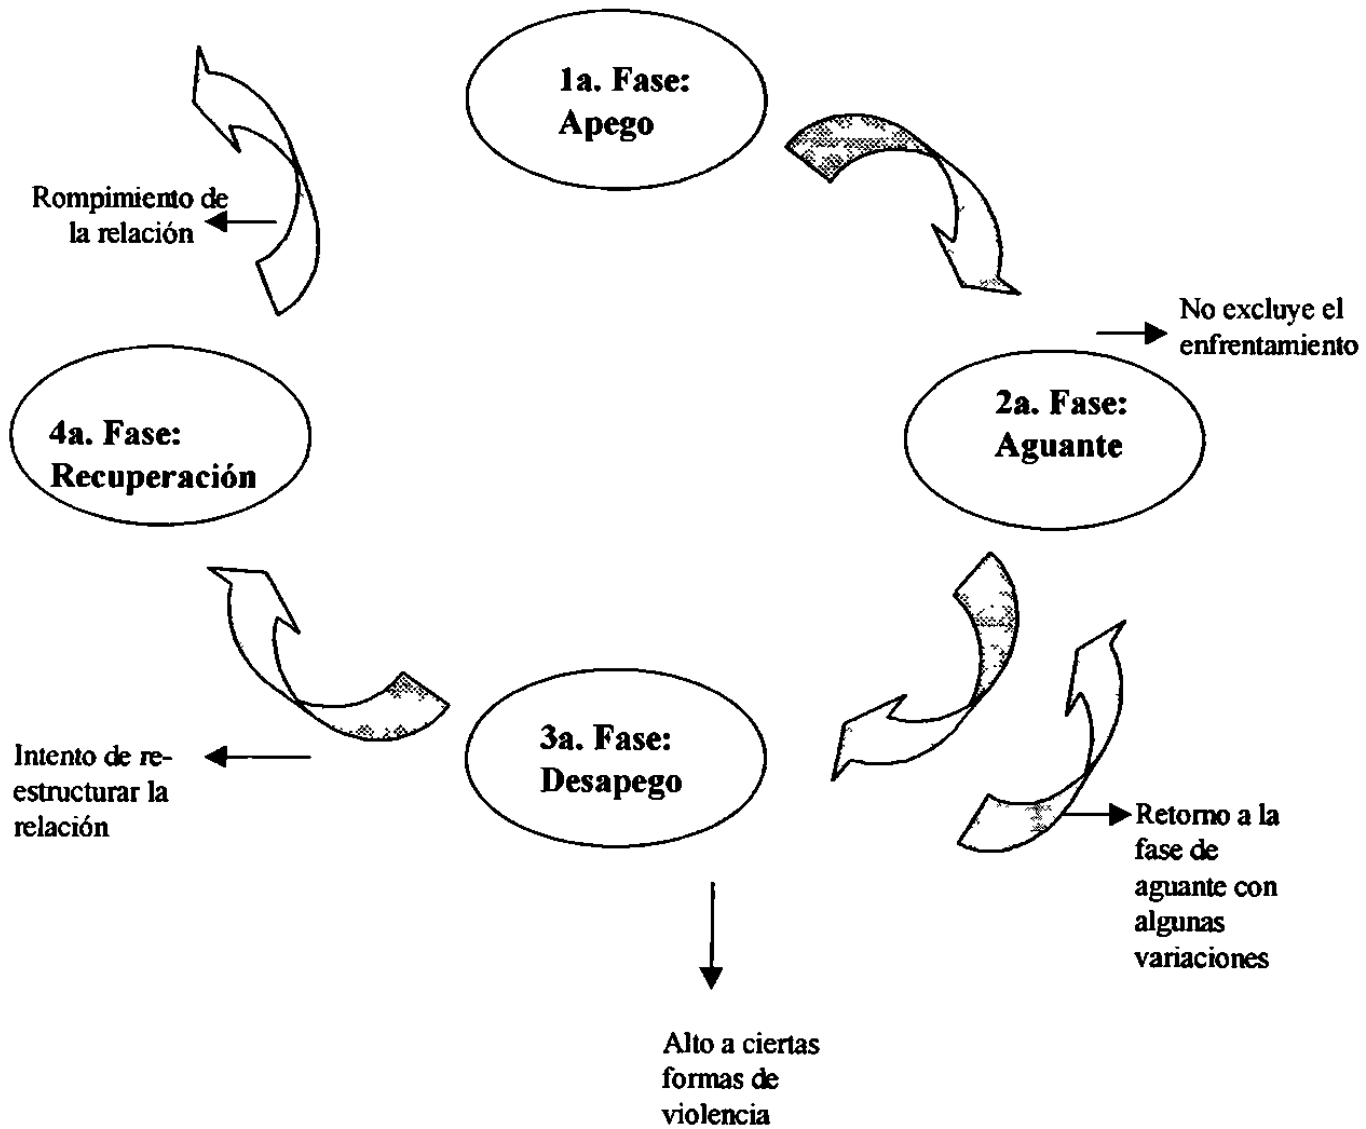 1a. Fase:
Apego
Rompimiento de
la relación
No excluye el
enfrentamiento
2a. Fase:
Aguante
4a. Fase:
Recuperación
3a. Fase:
Desapego
Intento de re-
estructurar la
relación
Retorno a la
fase de
aguante con
algunas
variaciones
Alto a ciertas
formas de
violencia